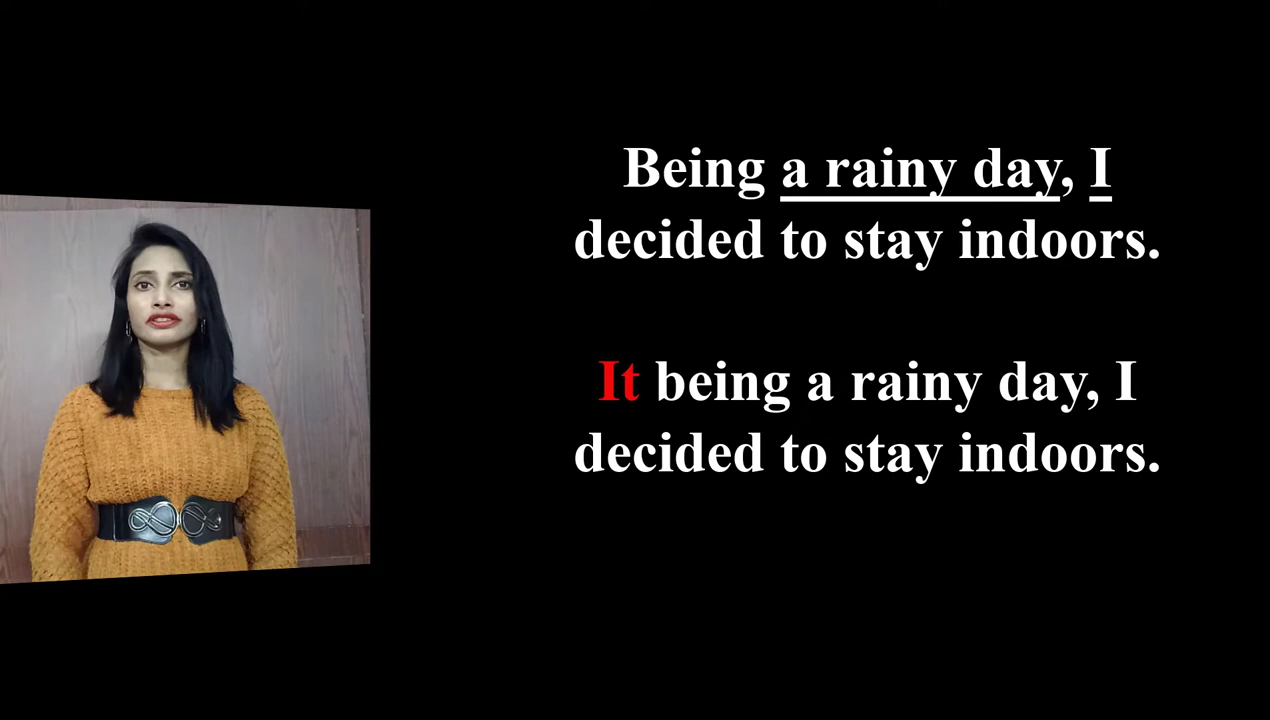 Being a rainy day, I
decided to stay indoors.
It being a rainy day, I
decided to stay indoors.